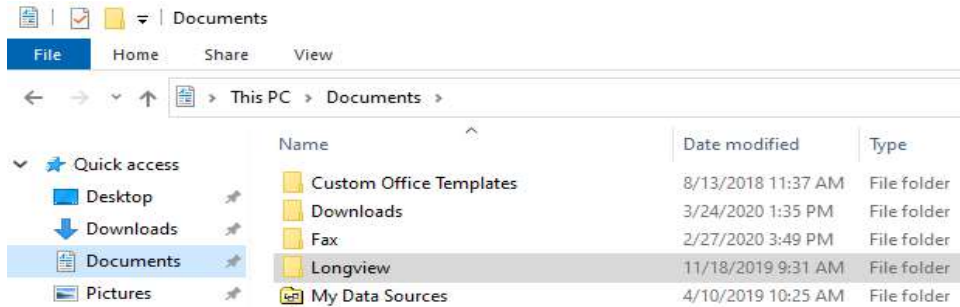 Documents
File Home Share View
This PC > Documents >
Name Date modified Type
Quick access
Desktop
Downloads
Documents
Pictures
Custom Office Templates 8/13/2018 11:37 AM File folder
Downloads 3/24/2020 1:35 PM File folder
Fax 2/27/2020 3:49 PM File folder
Longview 11/18/2019 9:31 AM File folder
My Data Sources 4/10/2019 10:25 AM File folder